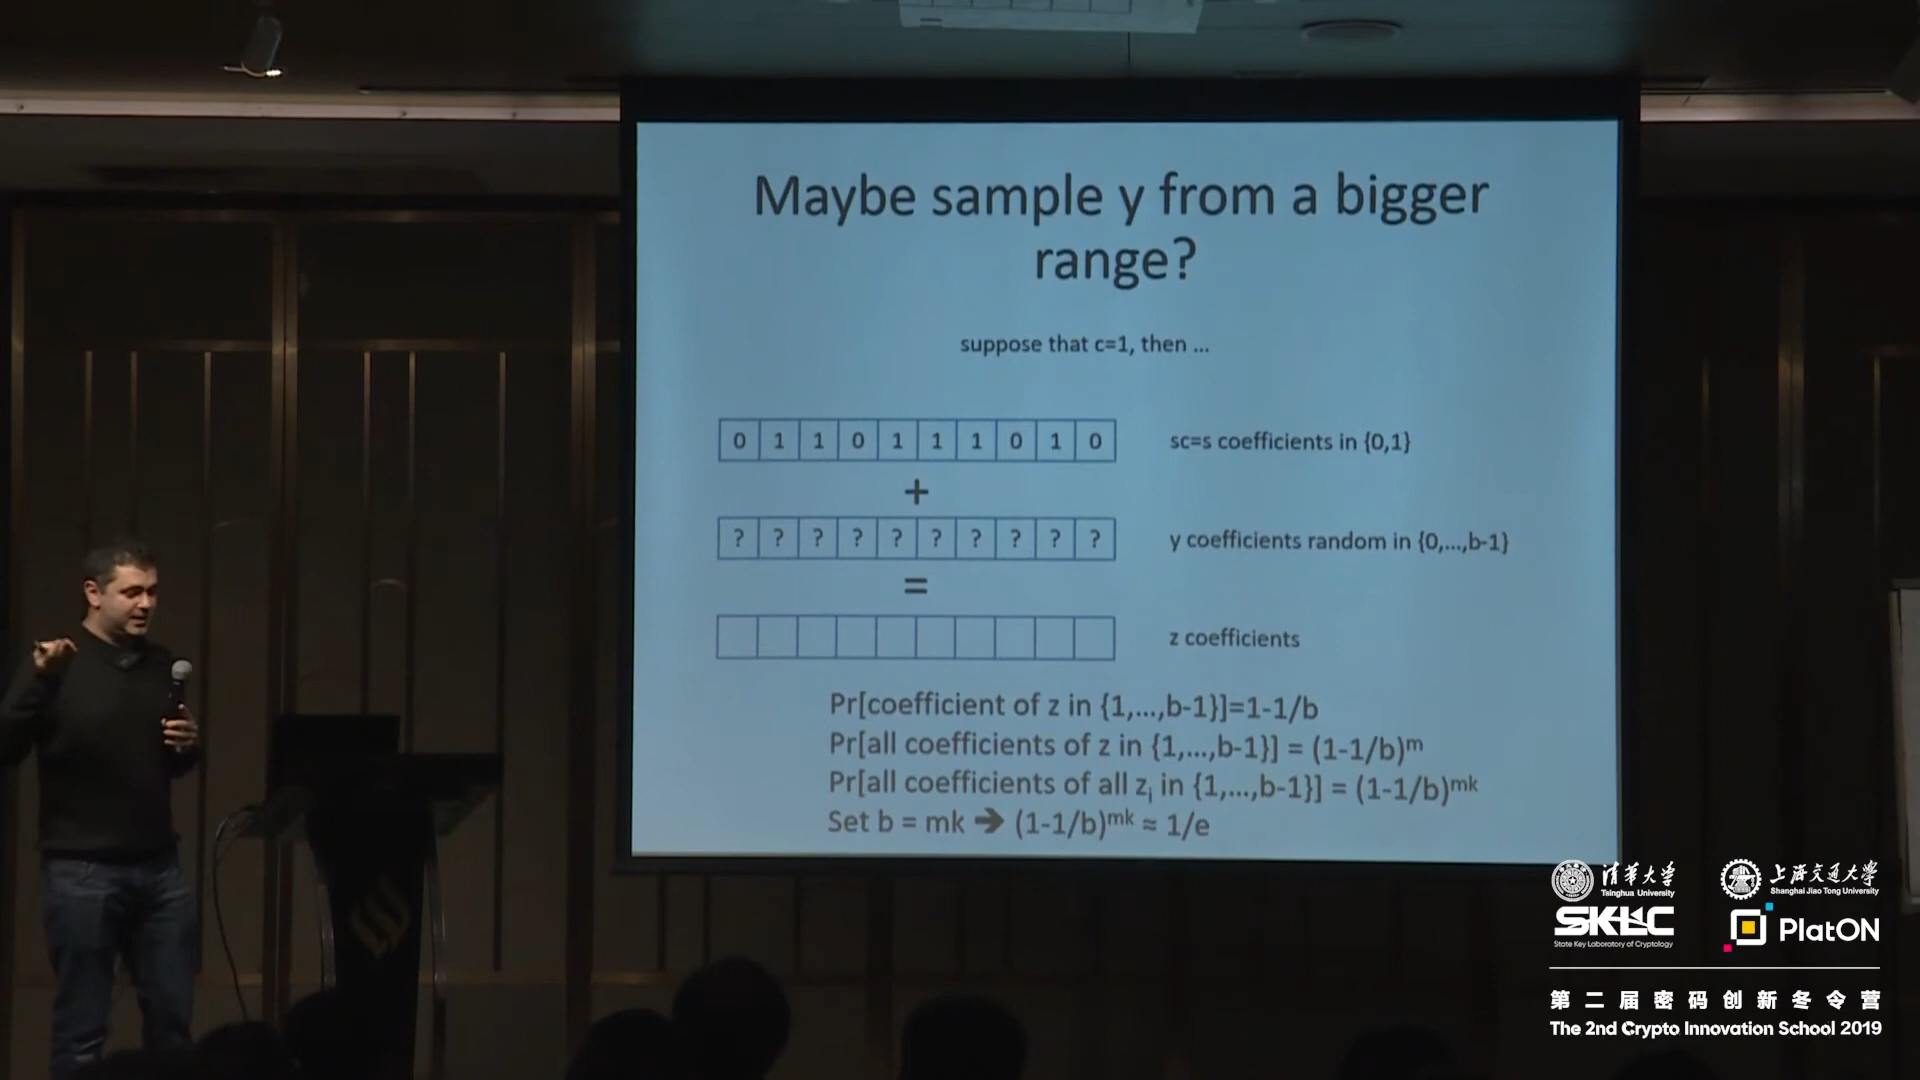 Maybe sample y from a bigger
range?
suppose that c=1, then ...
0 1 1 0 1 1 1 0 1 0
sc=s coefficients in {0,1}
+
? ? ? ? ? ? ? ? ? ?
y coefficients random in {0,...,b-1}
=
z coefficients
Pr[coefficient of z in {1,...,b-1}]=1-1/b
Pr[all coefficients of z in {1,...,b-1}] = (1-1/b)ᵐ
Pr[all coefficients of all zᵢ in {1,...,b-1}] = (1-1/b)ᵐᵏ
Set b = mk ➔ (1-1/b)ᵐᵏ ≈ 1/e
清华大学
Tsinghua University
上海交通大学
Shanghai Jiao Tong University
SKLC
State Key Laboratory of Cryptology
PlatON
第二届密码创新冬令营
The 2nd Crypto Innovation School 2019